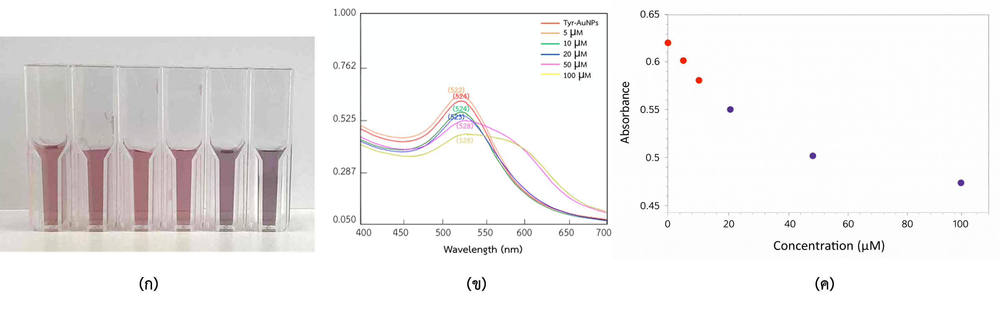 1.000
0.762
0.525
0.287
0.050
400 450 500 550 600 650 700
Wavelength (nm)
Tyr-AuNPs
5 µM
10 µM
20 µM
50 µM
100 µM
(522)
(524)
(524)
(523)
(528)
(528)
0.65
0.6
0.55
0.5
0.45
Absorbance
0 20 40 60 80 100
Concentration (µM)
(ก) (ข) (ค)